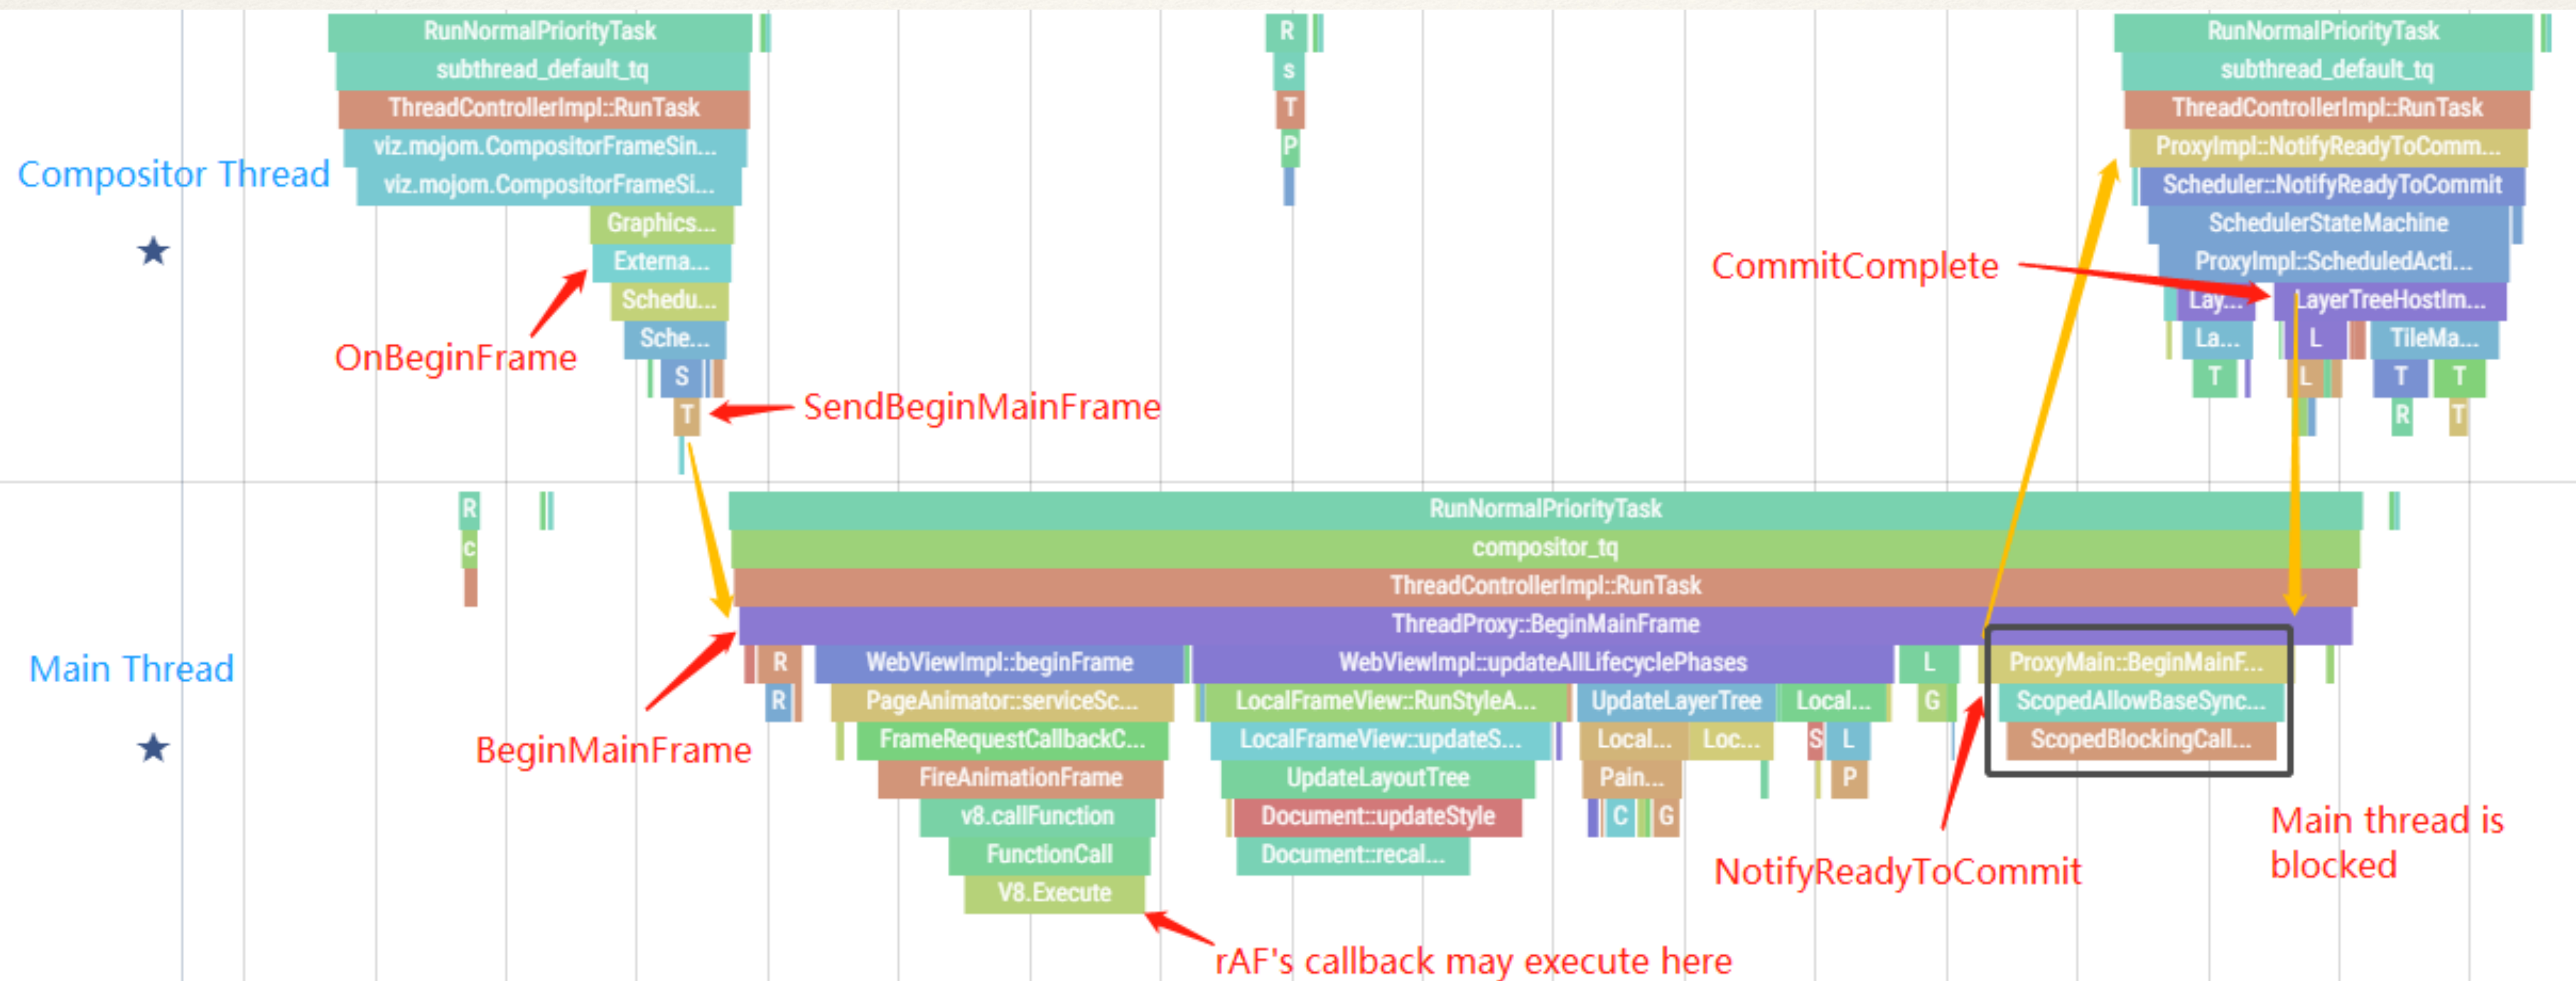 RunNormalPriorityTask
R
RunNormalPriorityTask
subthread_default_tq
s
subthread_default_tq
ThreadControllerImpl::RunTask
T
ThreadControllerImpl::RunTask
viz.mojom.CompositorFrameSin...
P
ProxyImpl::NotifyReadyToComm...
Compositor Thread
viz.mojom.CompositorFrameSi...
Scheduler::NotifyReadyToCommit
Graphics...
SchedulerStateMachine
Externa...
CommitComplete
ProxyImpl::ScheduledActi...
Schedu...
Lay...
LayerTreeHostIm...
OnBeginFrame
Sche...
La...
L
TileMa...
S
T
L
T
T
T
SendBeginMainFrame
R
T
R
RunNormalPriorityTask
c
compositor_tq
ThreadControllerImpl::RunTask
ThreadProxy::BeginMainFrame
Main Thread
R
WebViewImpl::beginFrame
WebViewImpl::updateAllLifecyclePhases
L
ProxyMain::BeginMainF...
R
PageAnimator::serviceSc...
LocalFrameView::RunStyleA...
UpdateLayerTree
Local...
G
ScopedAllowBaseSync...
BeginMainFrame
FrameRequestCallbackC...
LocalFrameView::updateS...
Local...
Loc...
S
L
ScopedBlockingCall...
FireAnimationFrame
UpdateLayoutTree
Pain...
P
v8.callFunction
Document::updateStyle
C
G
Main thread is
blocked
FunctionCall
Document::recal...
NotifyReadyToCommit
V8.Execute
rAF's callback may execute here